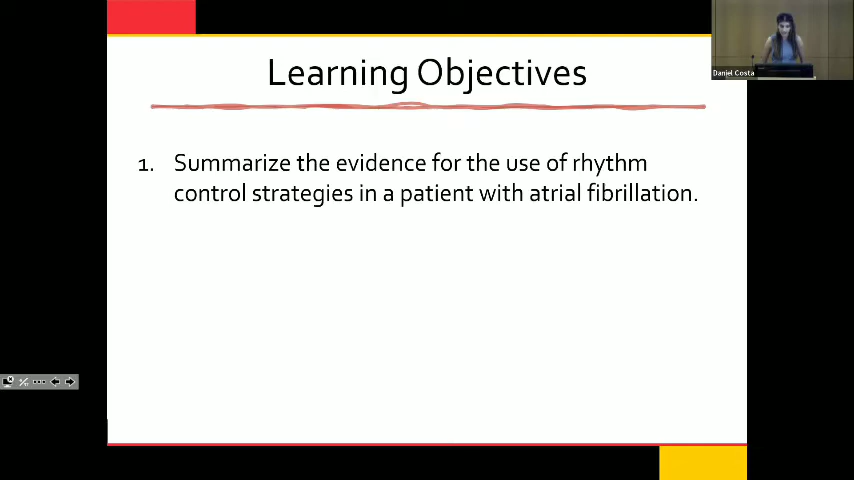 Learning Objectives
1. Summarize the evidence for the use of rhythm
control strategies in a patient with atrial fibrillation.
Daniel Costa